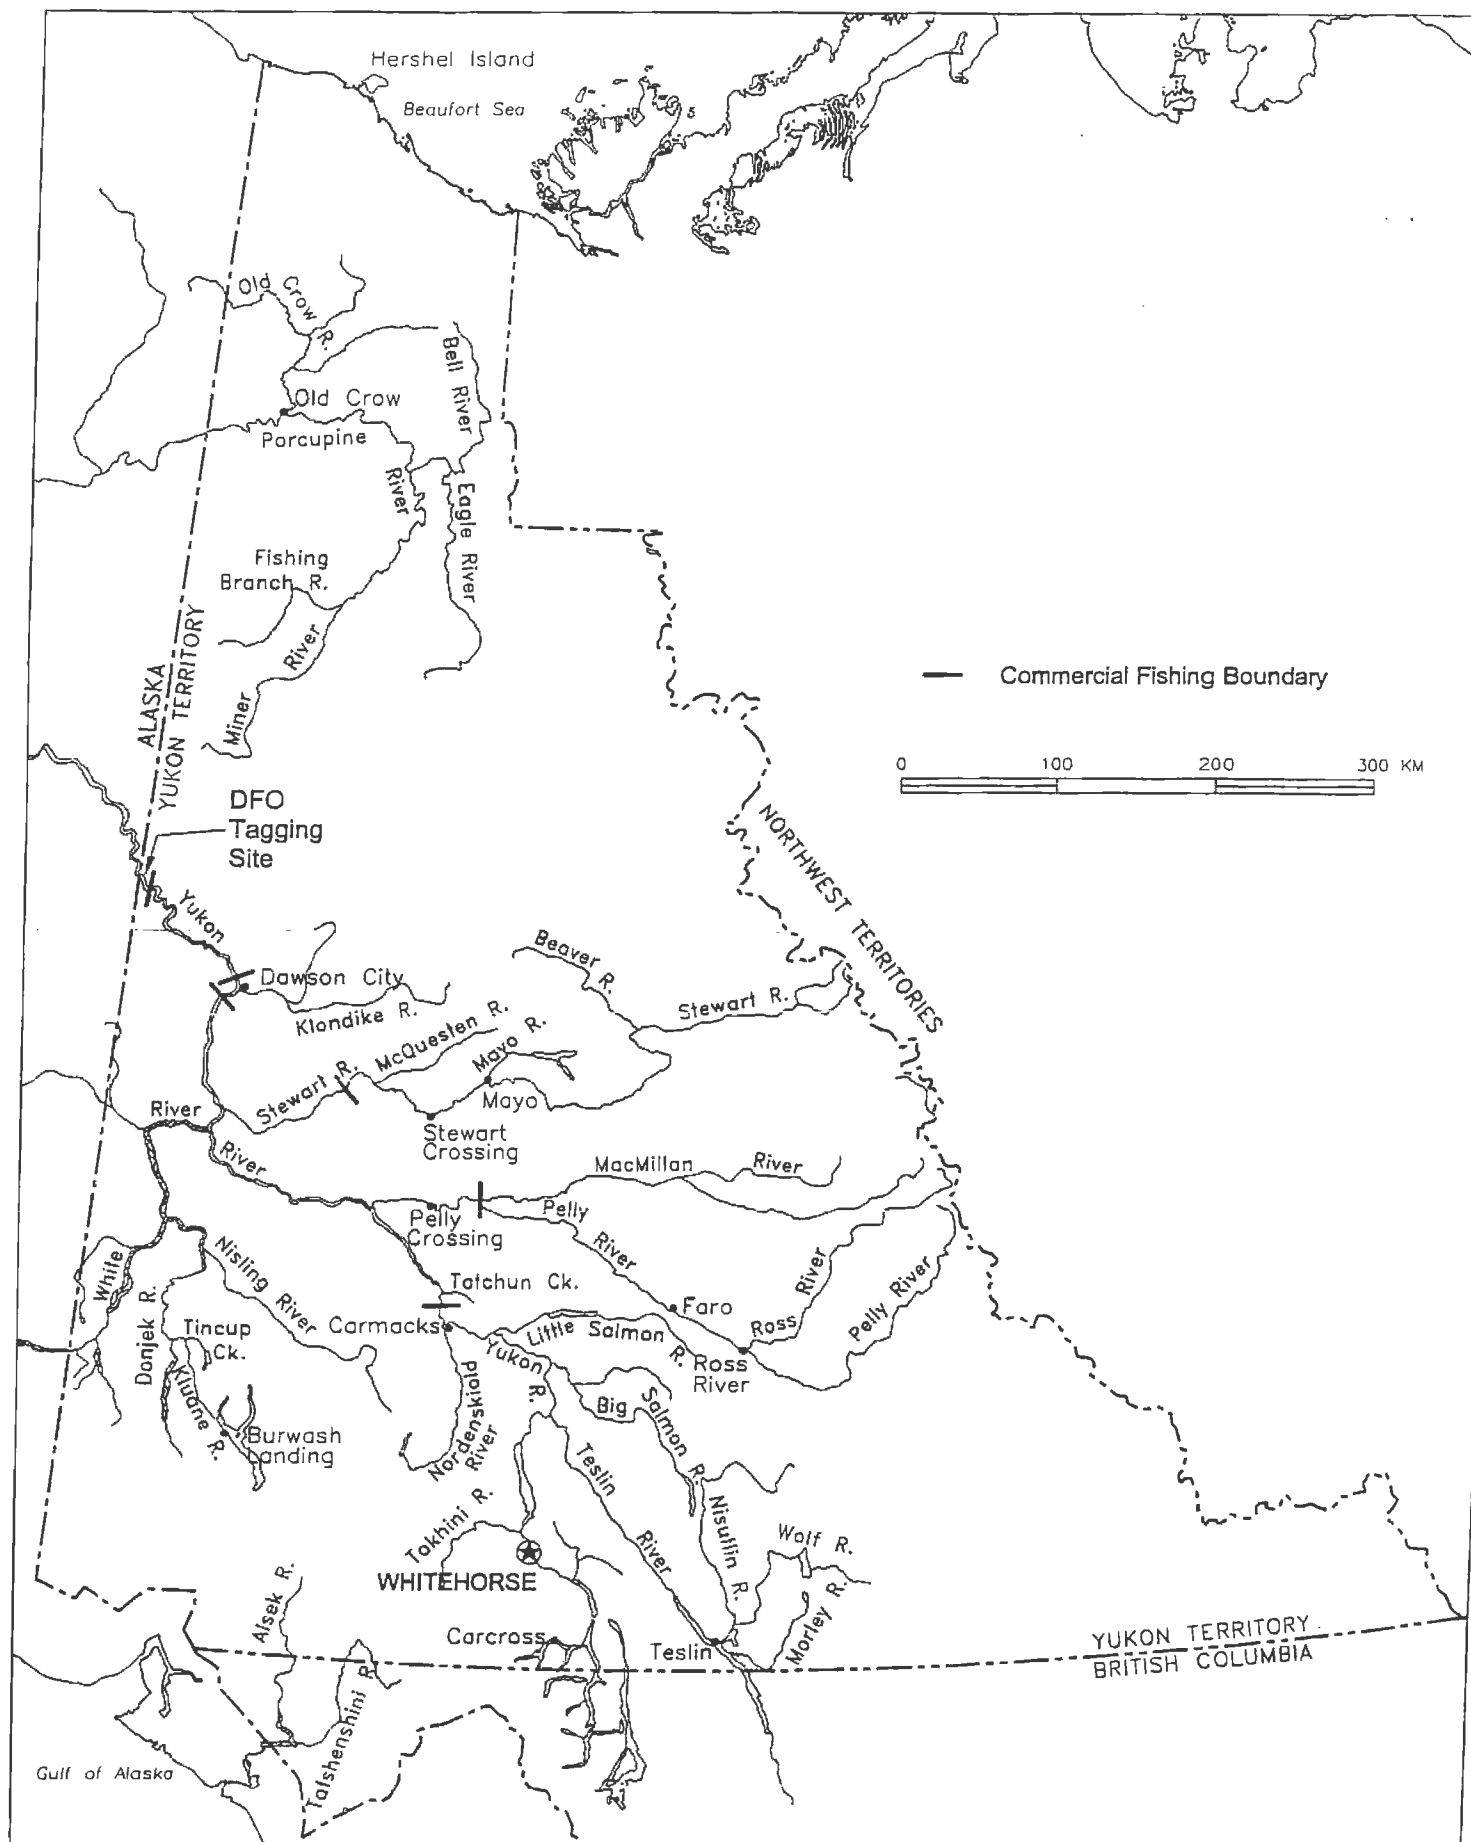 Hershel Island
Beaufort Sea
Old Crow R.
Bell River
Old Crow
Porcupine
River
Eagle River
Fishing
Branch R.
Miner River
ALASKA
YUKON TERRITORY
Commercial Fishing Boundary
0 100 200 300 KM
DFO
Tagging
Site
NORTHWEST TERRITORIES
Yukon
Dawson City
Klondike R.
Beaver R.
Stewart R.
Stewart R.
McQuesten R.
Mayo R.
Mayo
Stewart
Crossing
River
River
MacMillan River
Pelly
Crossing
Pelly
River
White
Donjek R.
Nisling River
Tatchun Ck.
Faro
Ross River
Pelly River
Carmacks
Little Salmon R.
Ross
River
Tincup
Ck.
Kluane R.
Burwash
Landing
Yukon R.
Nordenskiold
River
Big Salmon R.
Teslin River
Nisutlin R.
Wolf R.
Morley R.
Takhini R.
WHITEHORSE
Alsek R.
Carcross
Teslin
YUKON TERRITORY
BRITISH COLUMBIA
Tatshenshini R.
Gulf of Alaska